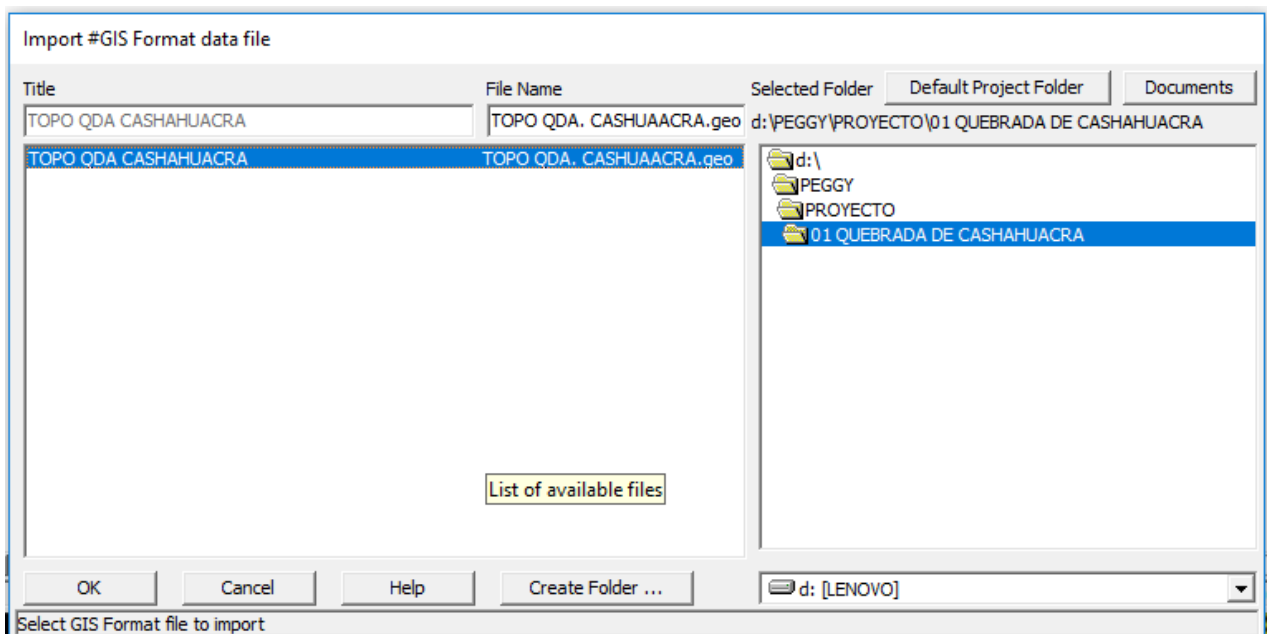 Import #GIS Format data file
Title File Name Selected Folder Default Project Folder Documents
TOPO QDA CASHAHUACRA TOPO QDA. CASHUAACRA.geo d:\PEGGY\PROYECTO\01 QUEBRADA DE CASHAHUACRA
TOPO QDA CASHAHUACRA TOPO QDA. CASHUAACRA.geo d:\
PEGGY
PROYECTO
01 QUEBRADA DE CASHAHUACRA
List of available files
OK Cancel Help Create Folder ... d: [LENOVO]
Select GIS Format file to import